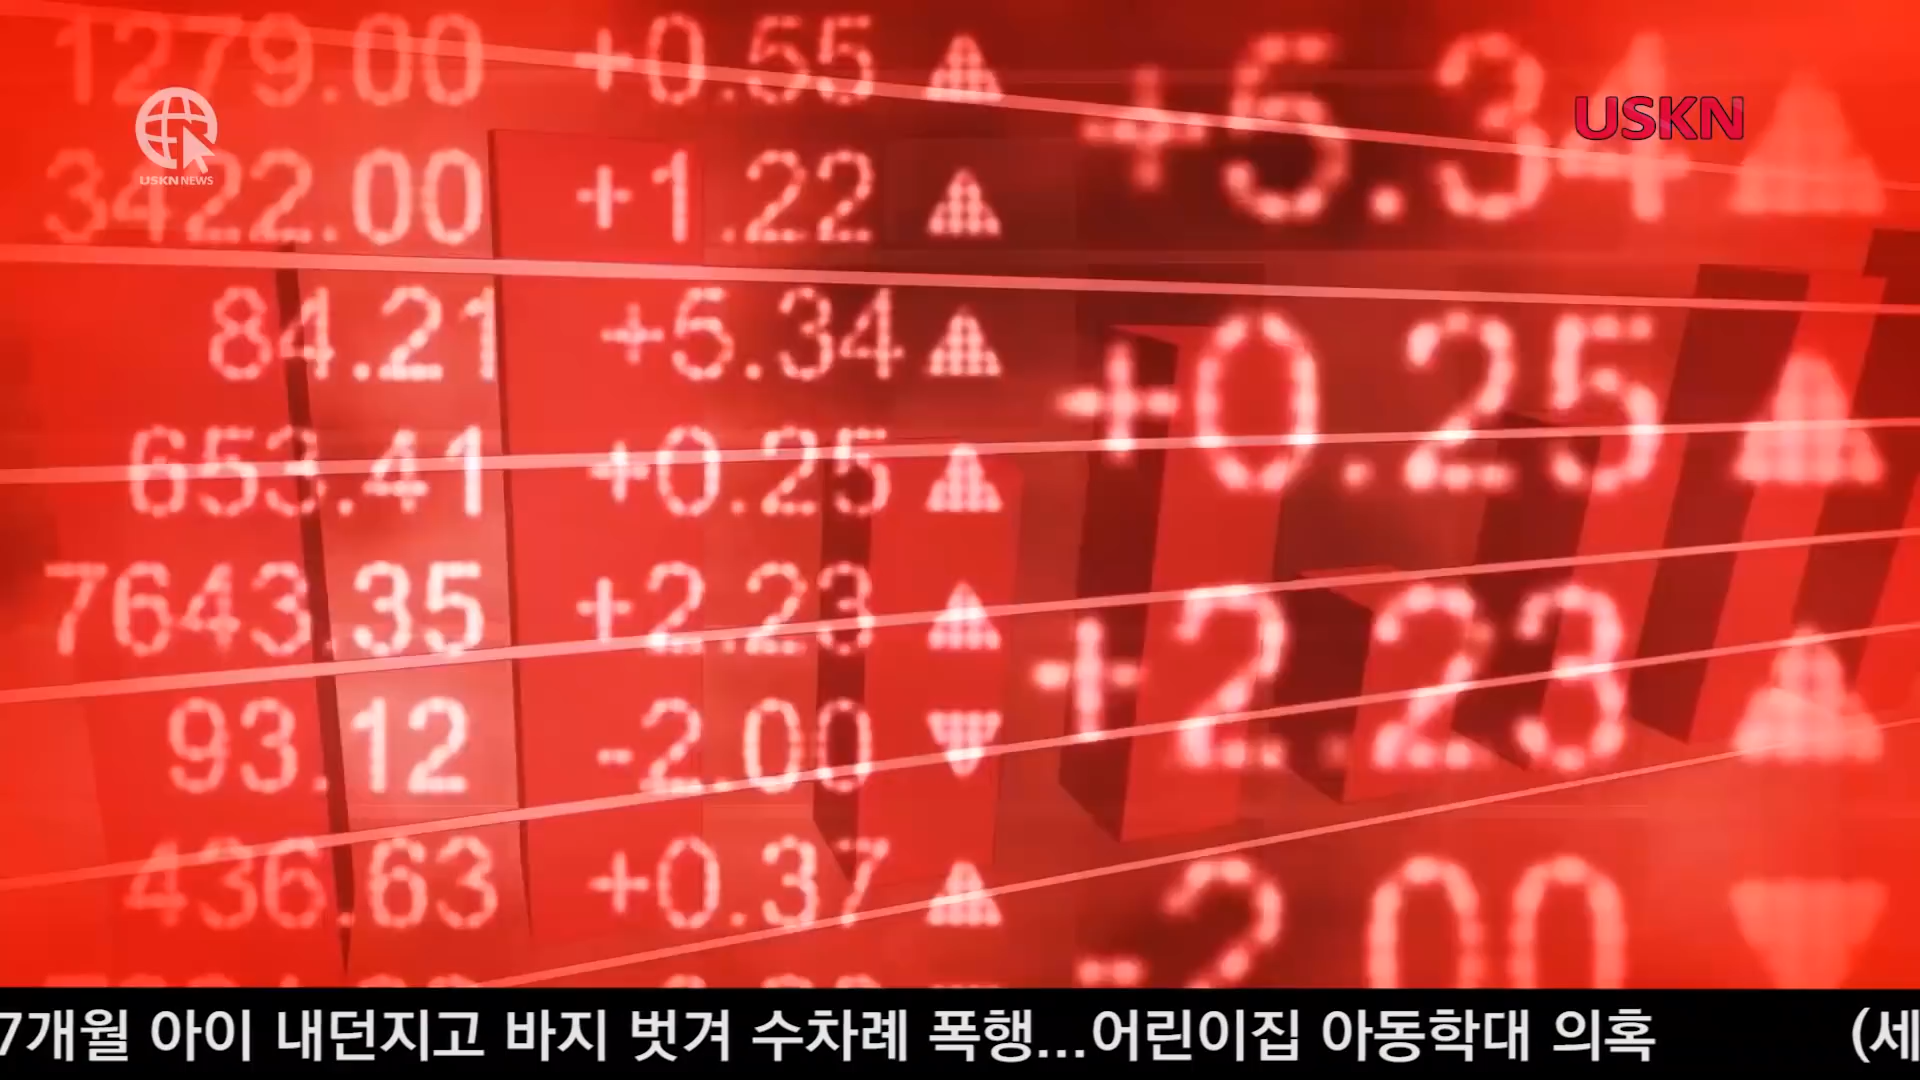 1279.00 +0.55 ▲
+5.34 ▲
USKN
USKN NEWS
3422.00 +1.22 ▲
84.21 +5.34 ▲
+0.25 ▲
653.41 +0.25 ▲
7643.35 +2.23 ▲
+2.23 ▲
93.12 -2.00 ▼
436.63 +0.37 ▲
-2.00 ▼
7개월 아이 내던지고 바지 벗겨 수차례 폭행...어린이집 아동학대 의혹 (세